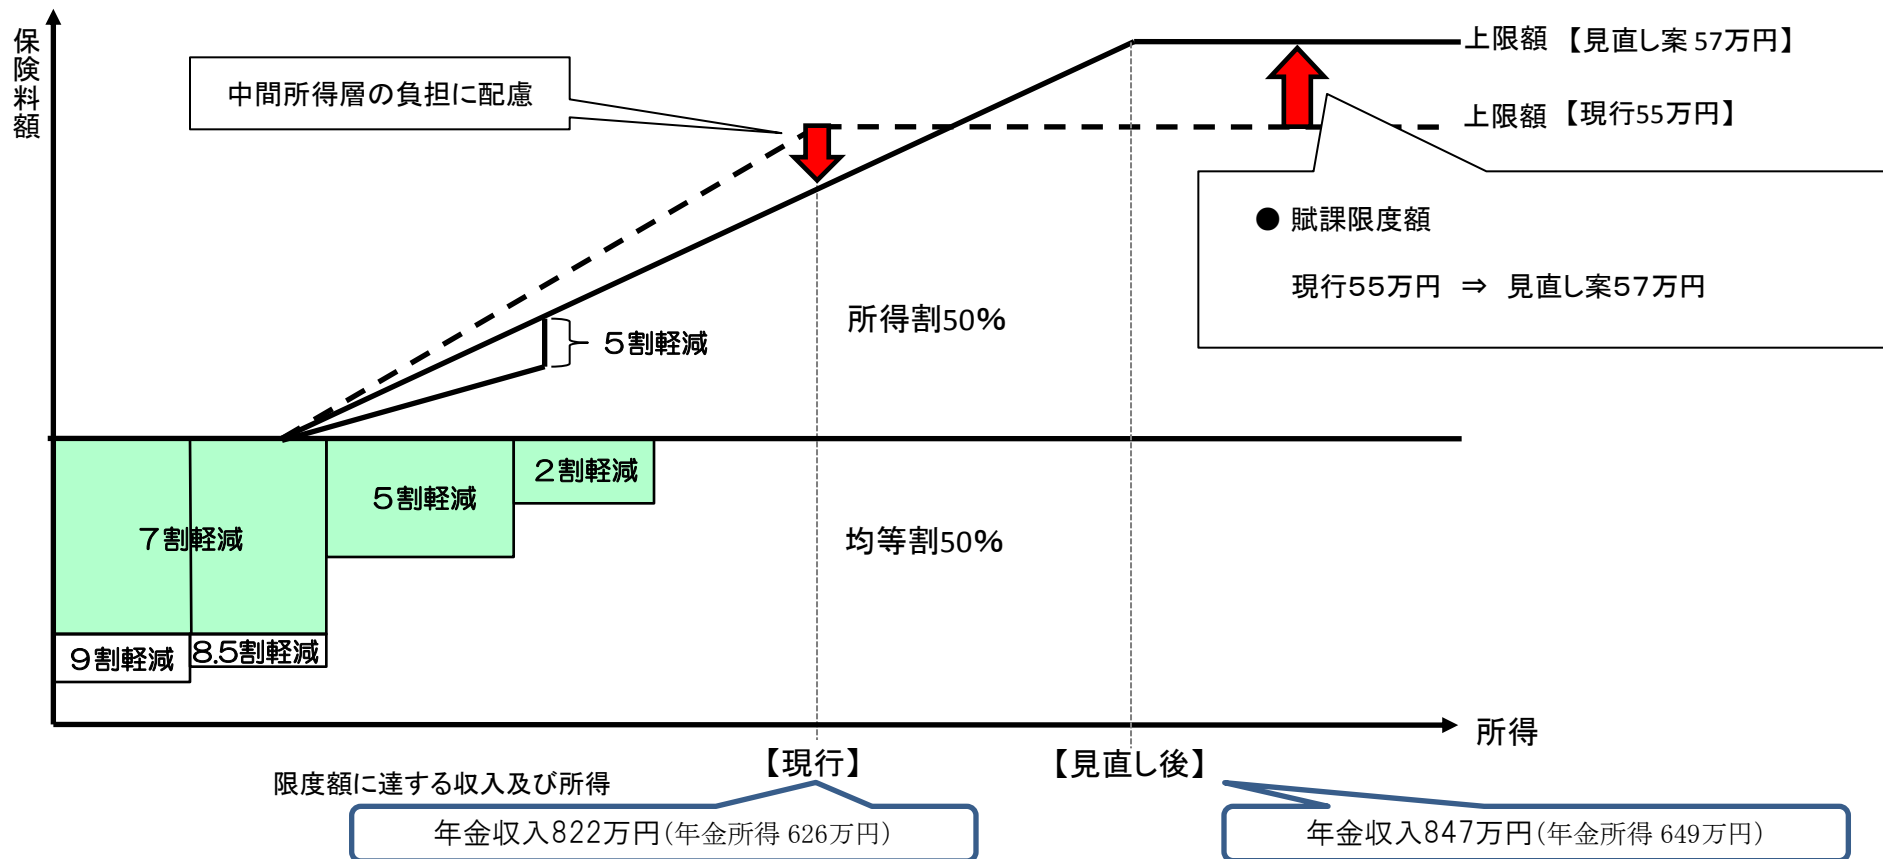 保険料額
上限額 【見直し案 57万円】
中間所得層の負担に配慮
上限額 【現行55万円】
● 賦課限度額
現行55万円 ⇒ 見直し案57万円
所得割50%
5割軽減
2割軽減
5割軽減
7割軽減
均等割50%
9割軽減
8.5割軽減
所得
【現行】
【見直し後】
限度額に達する収入及び所得
年金収入822万円(年金所得 626万円)
年金収入847万円(年金所得 649万円)